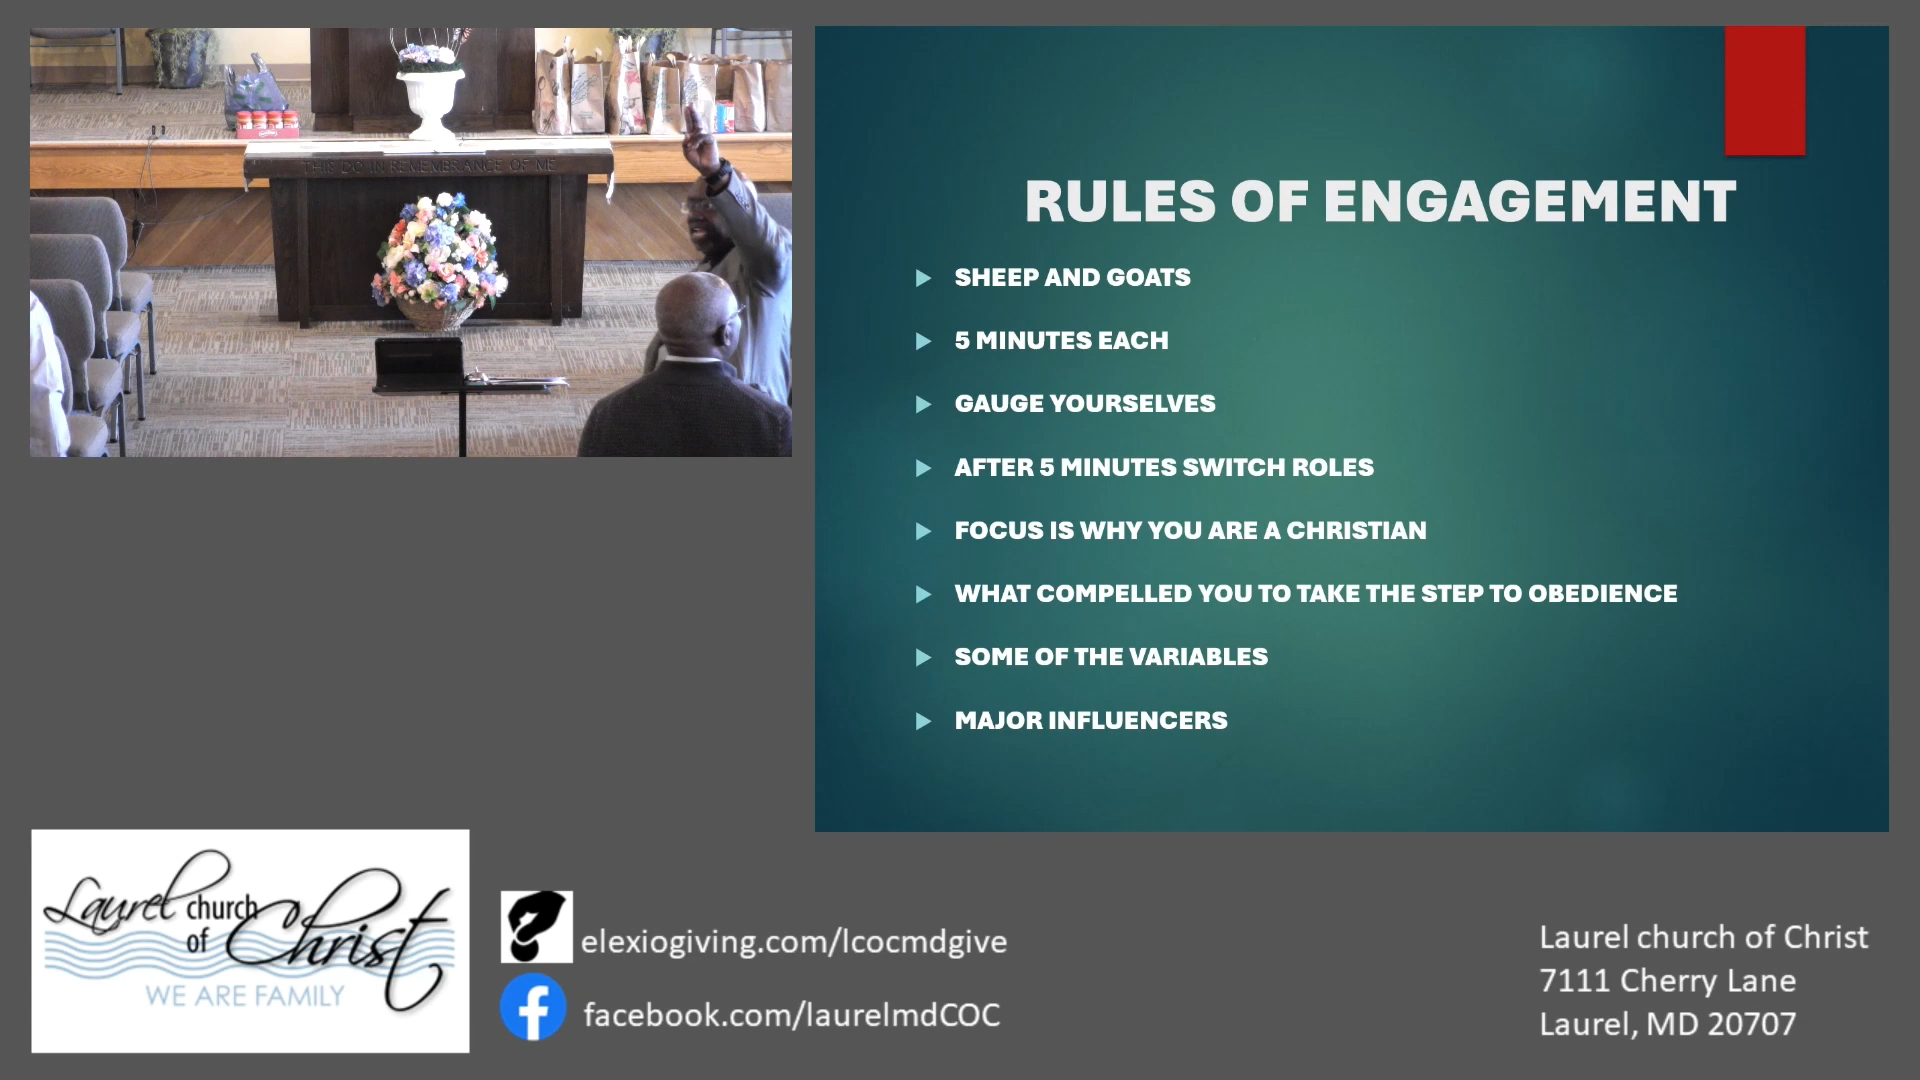 THIS DO IN REMEMBRANCE OF ME
RULES OF ENGAGEMENT
SHEEP AND GOATS
5 MINUTES EACH
GAUGE YOURSELVES
AFTER 5 MINUTES SWITCH ROLES
FOCUS IS WHY YOU ARE A CHRISTIAN
WHAT COMPELLED YOU TO TAKE THE STEP TO OBEDIENCE
SOME OF THE VARIABLES
MAJOR INFLUENCERS
Laurel church
of Christ
WE ARE FAMILY
elexiogiving.com/lcocmdgive
facebook.com/laurelmdCOC
Laurel church of Christ
7111 Cherry Lane
Laurel, MD 20707